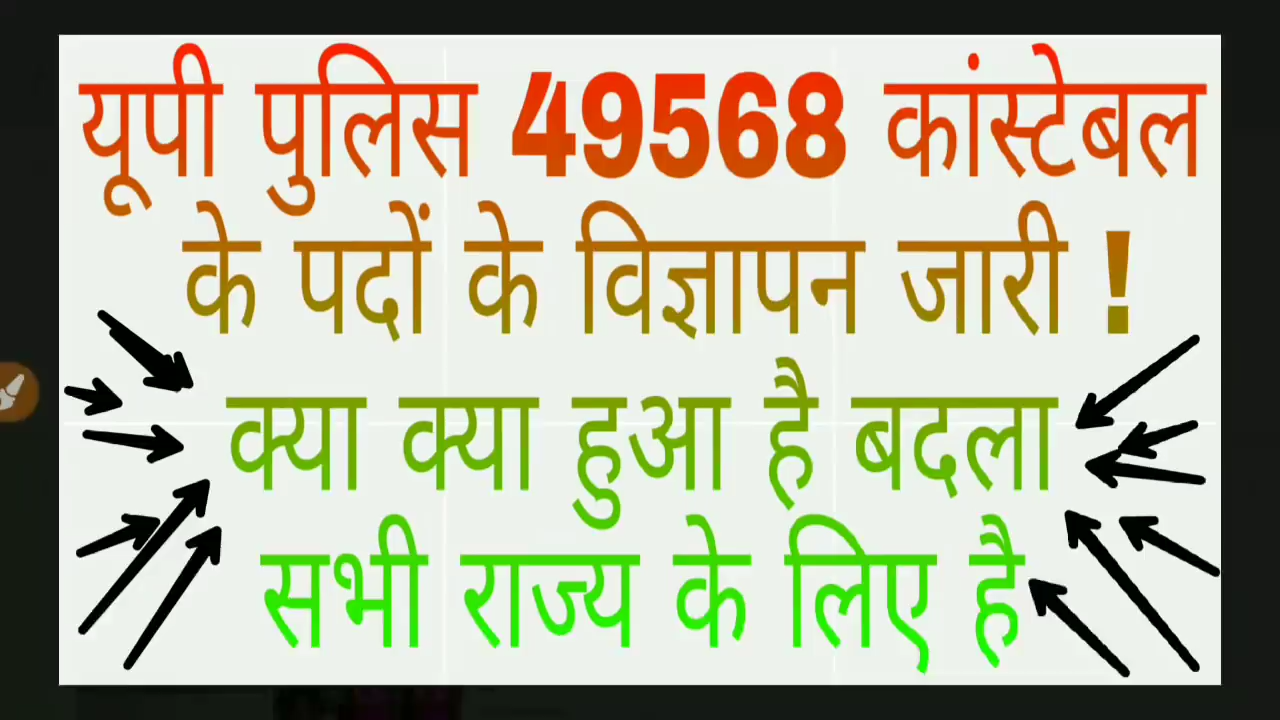 यूपी पुलिस 49568 कांस्टेबल
के पदों के विज्ञापन जारी !
क्या क्या हुआ है बदला
सभी राज्य के लिए है